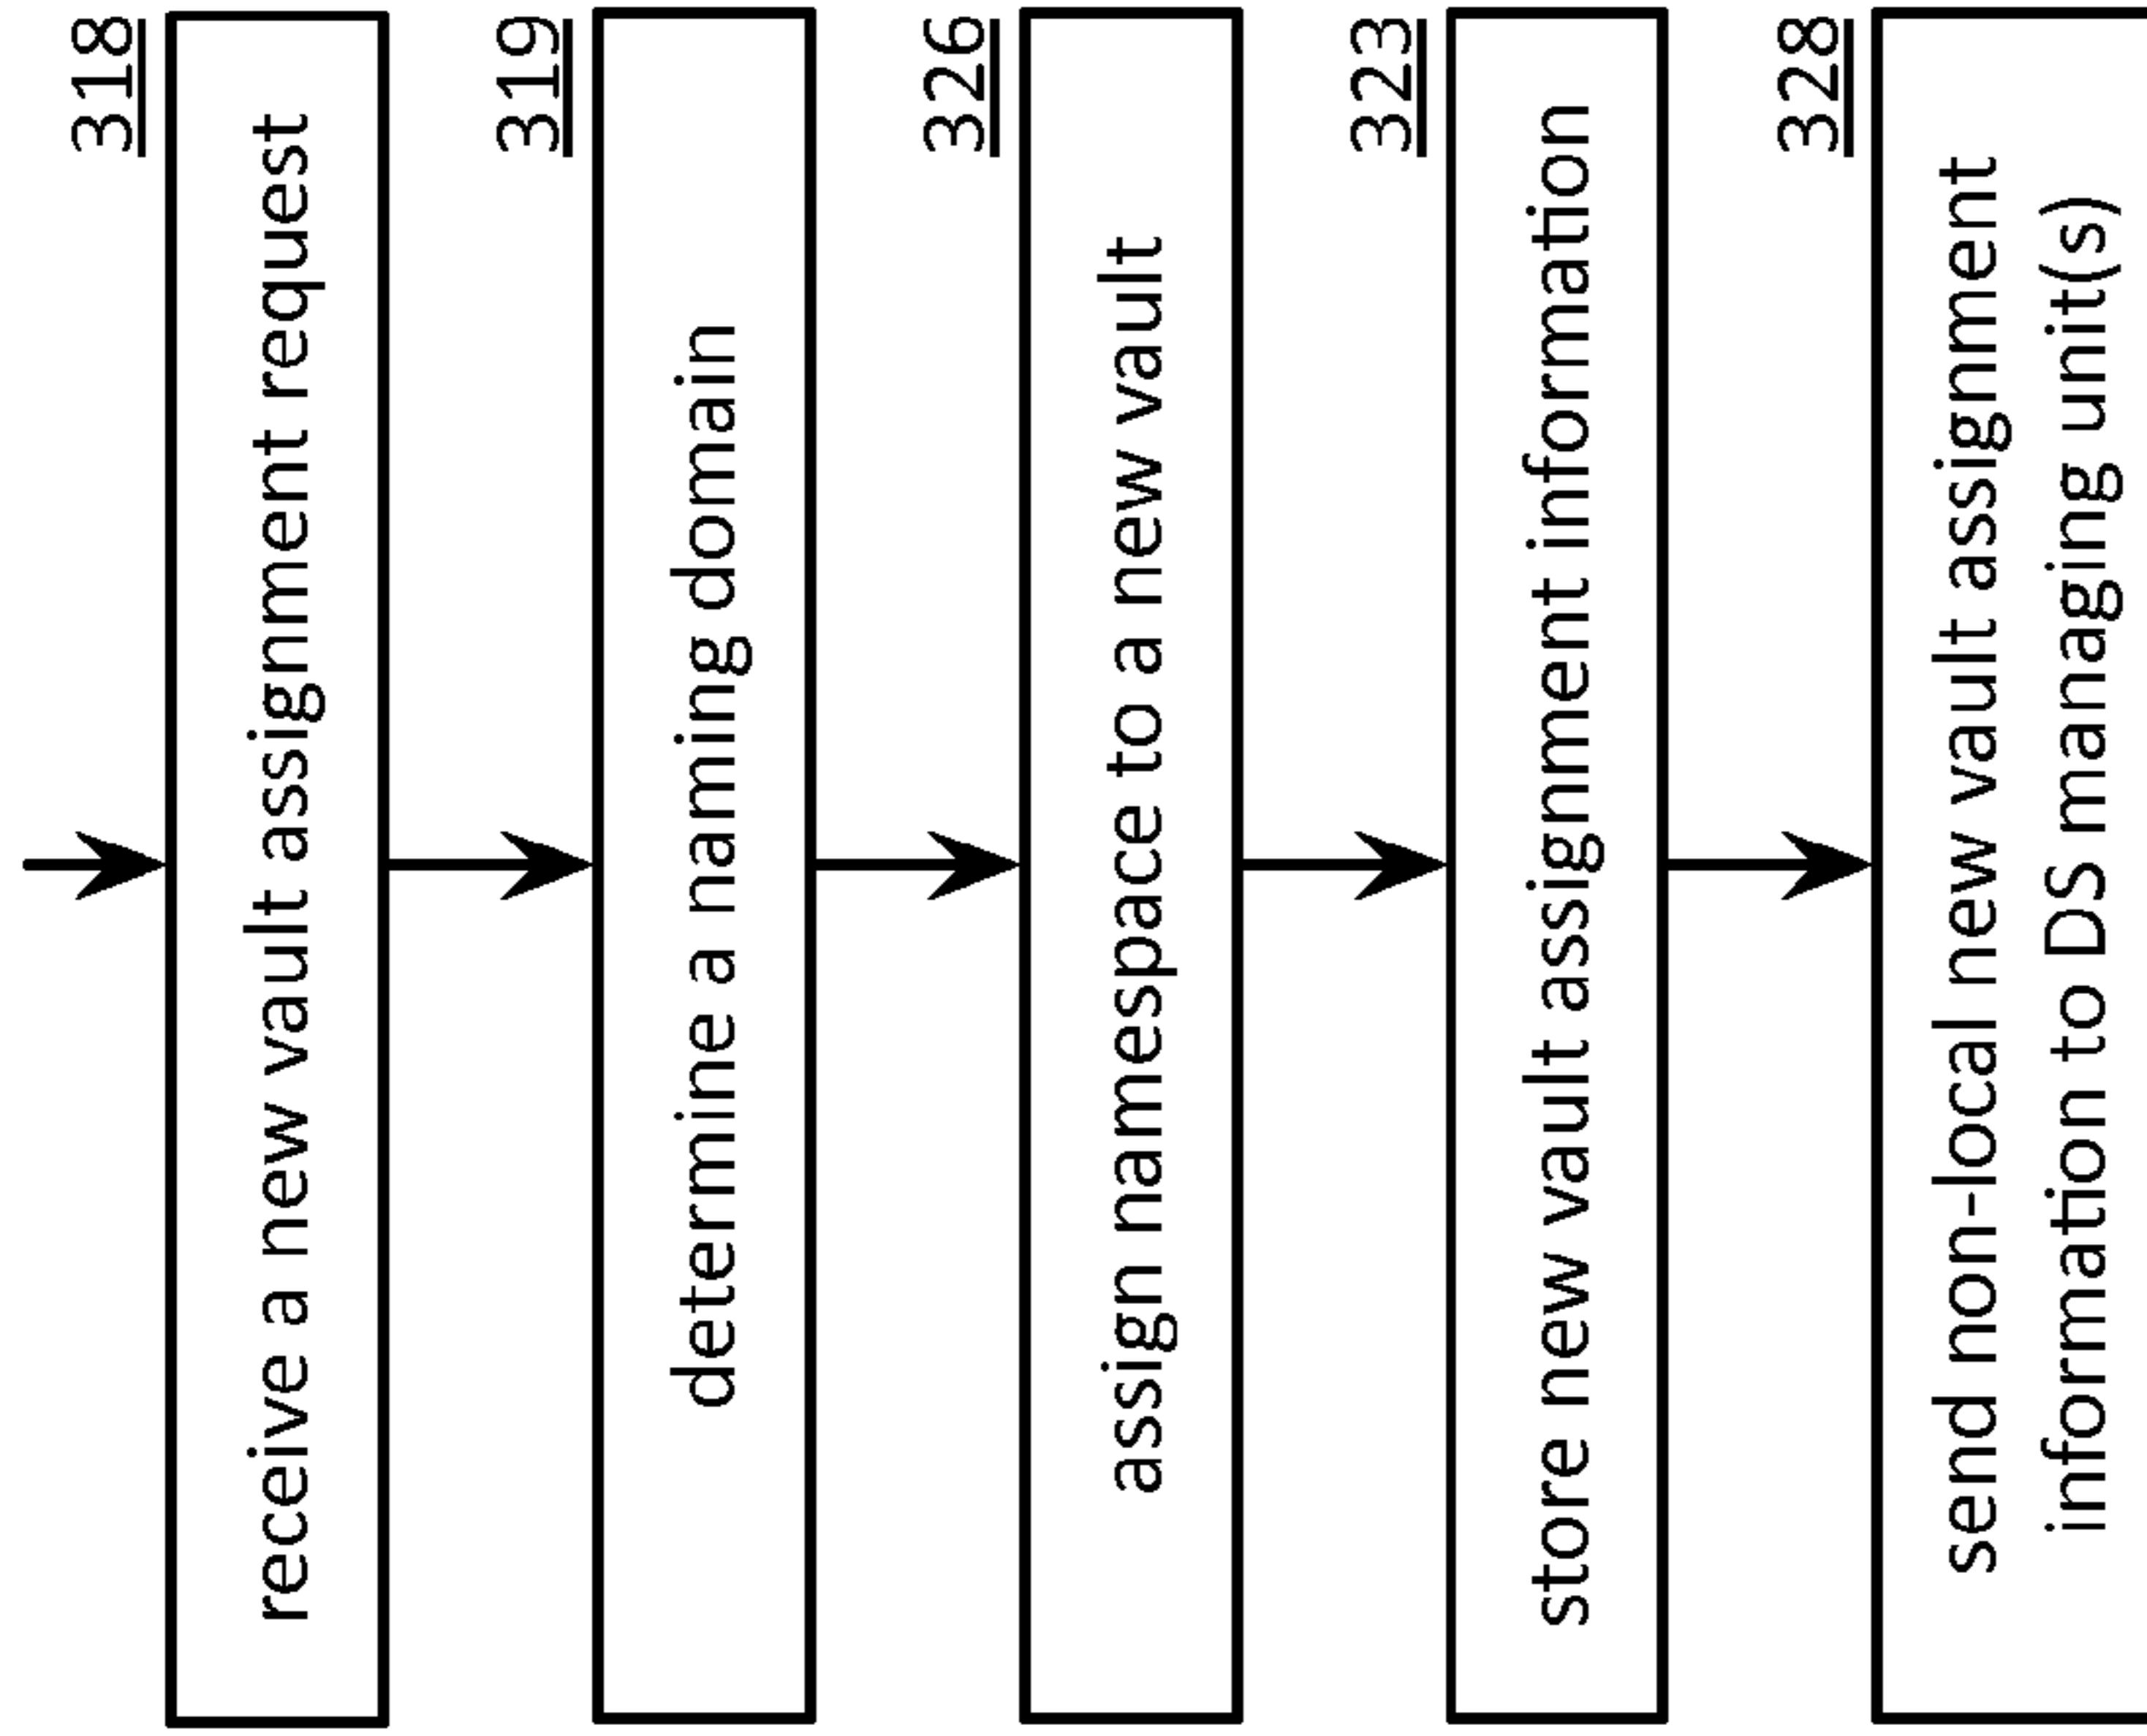 318
receive a new vault assignment request
319
determine a naming domain
326
assign namespace to a new vault
323
store new vault assignment information
328
send non-local new vault assignment
information to DS managing unit(s)